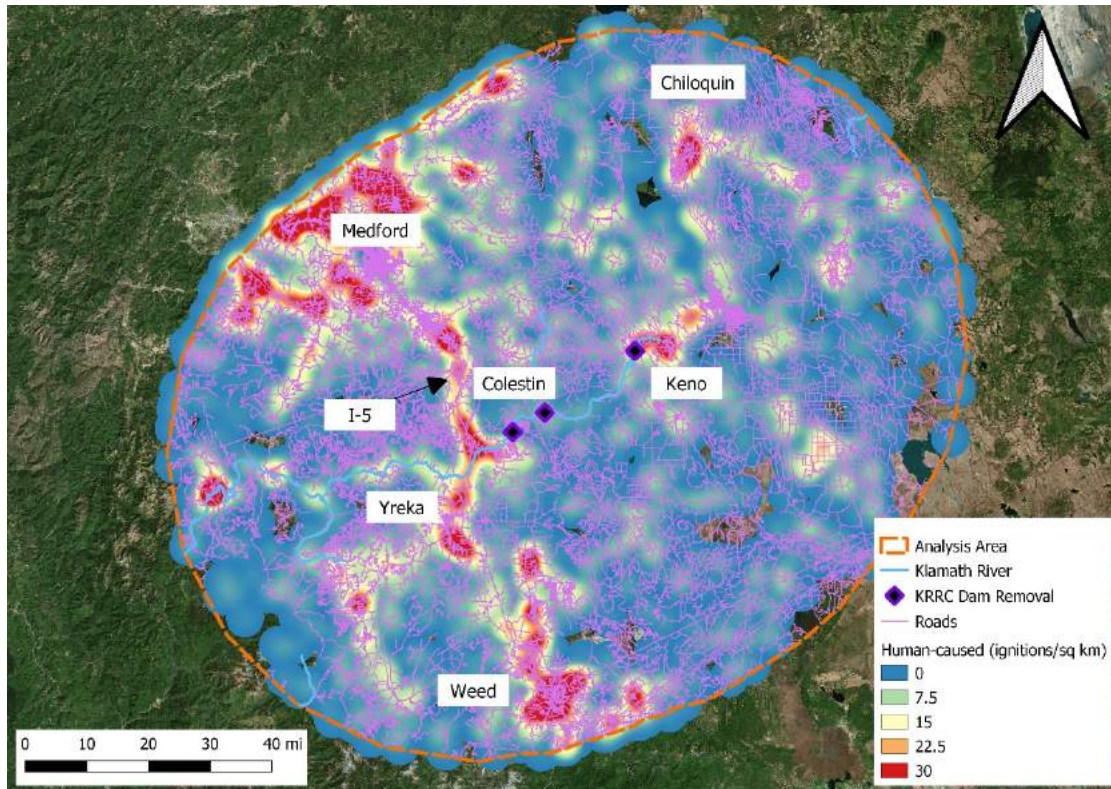 Chiloquin
Medford
Colestin
Keno
I-5
Yreka
Weed
Analysis Area
Klamath River
KRRC Dam Removal
Roads
Human-caused (ignitions/sq km)
0
7.5
15
22.5
30
0 10 20 30 40 mi